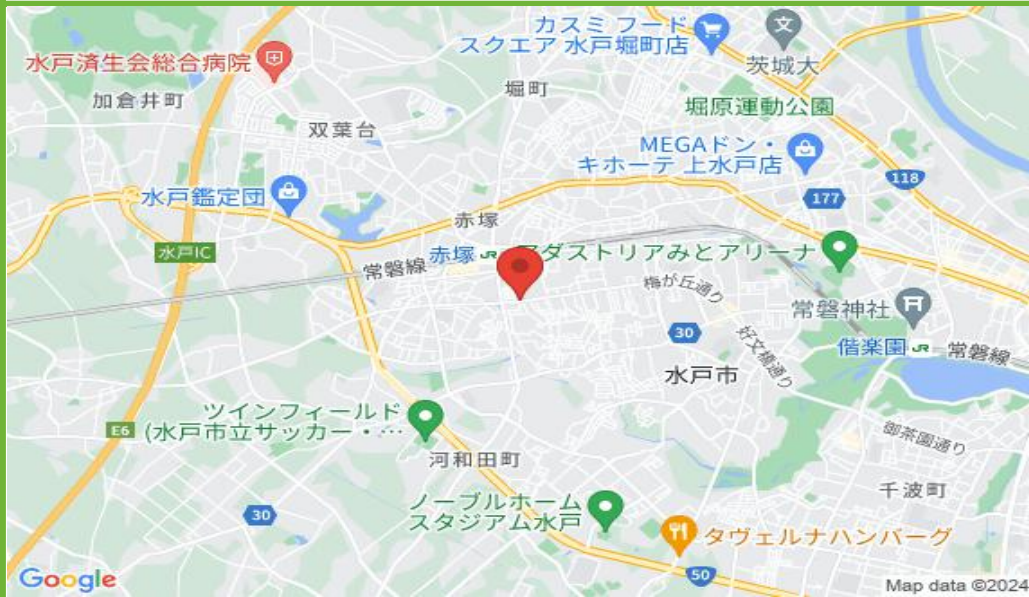 カスミ フード
スクエア 水戸堀町店
茨城大
水戸済生会総合病院
加倉井町
堀町
堀原運動公園
双葉台
MEGAドン・
キホーテ 上水戸店
118
水戸鑑定団
177
赤塚
水戸IC
赤塚 JR
アダストリアみとアリーナ
常磐線
梅が丘通り
常磐神社
30
好文橋通り
偕楽園 JR
常磐線
水戸市
ツインフィールド
(水戸市立サッカー・…
E6
御茶園通り
河和田町
千波町
ノーブルホーム
スタジアム水戸
30
タヴェルナハンバーグ
50
Google
Map data ©2024